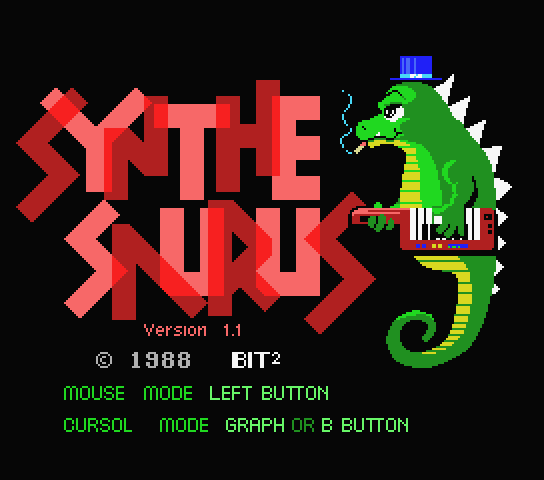 SYNTHE
SAURUS
Version 1.1
© 1988 BIT²
MOUSE MODE LEFT BUTTON
CURSOL MODE GRAPH OR B BUTTON